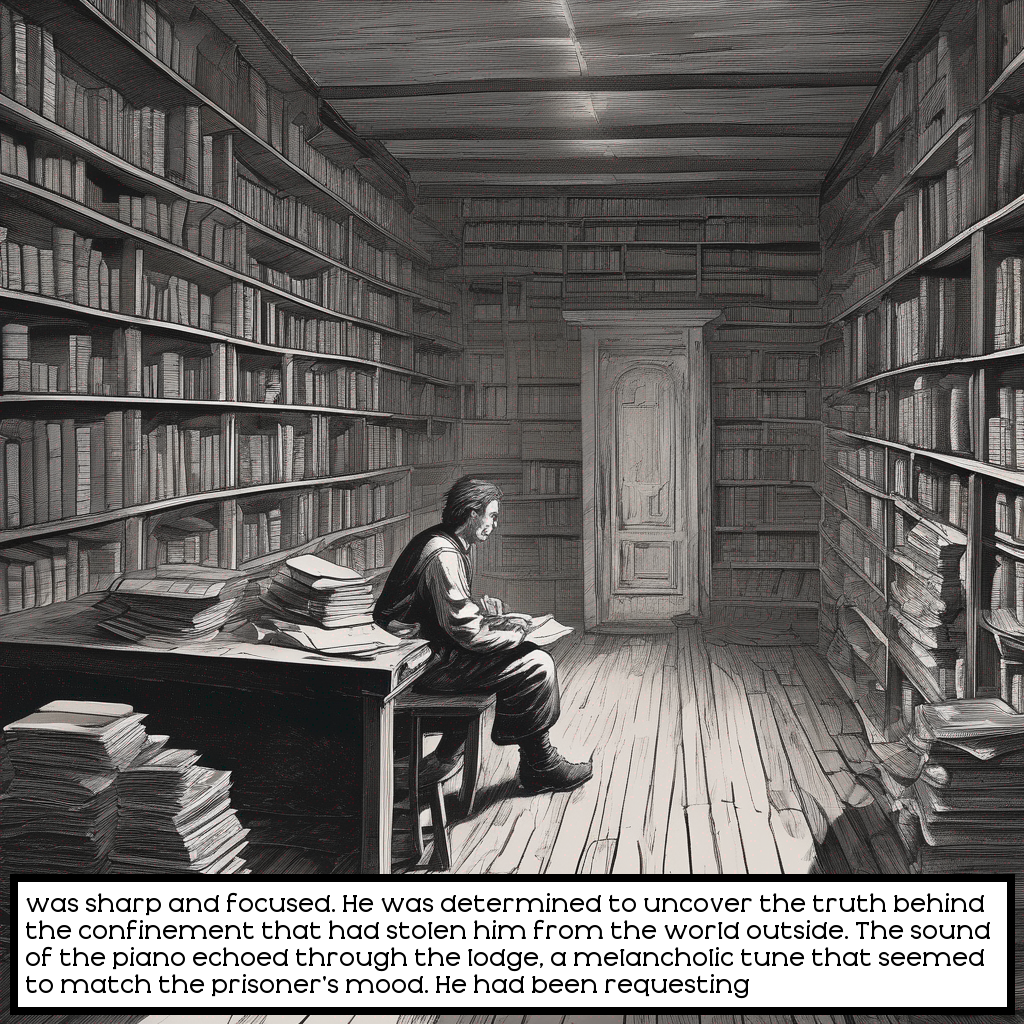 was sharp and focused. He was determined to uncover the truth behind
the confinement that had stolen him from the world outside. The sound
of the piano echoed through the lodge, a melancholic tune that seemed
to match the prisoner's mood. He had been requesting